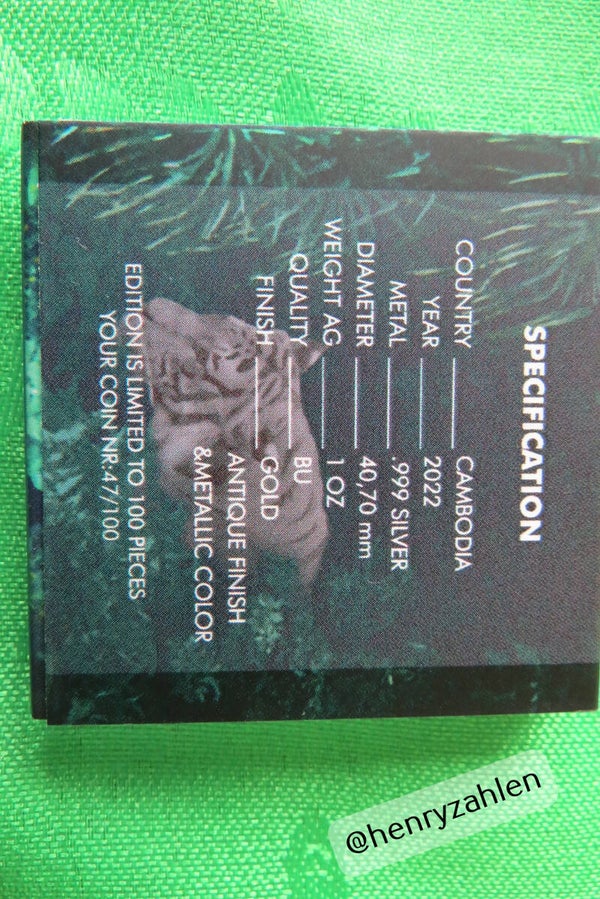 SPECIFICATION
COUNTRY CAMBODIA
YEAR 2022
METAL .999 SILVER
DIAMETER 40,70 mm
WEIGHT AG 1 OZ
QUALITY BU
FINISH GOLD
ANTIQUE FINISH
&METALLIC COLOR
EDITION IS LIMITED TO 100 PIECES
YOUR COIN NR:47/100
@henryzahlen